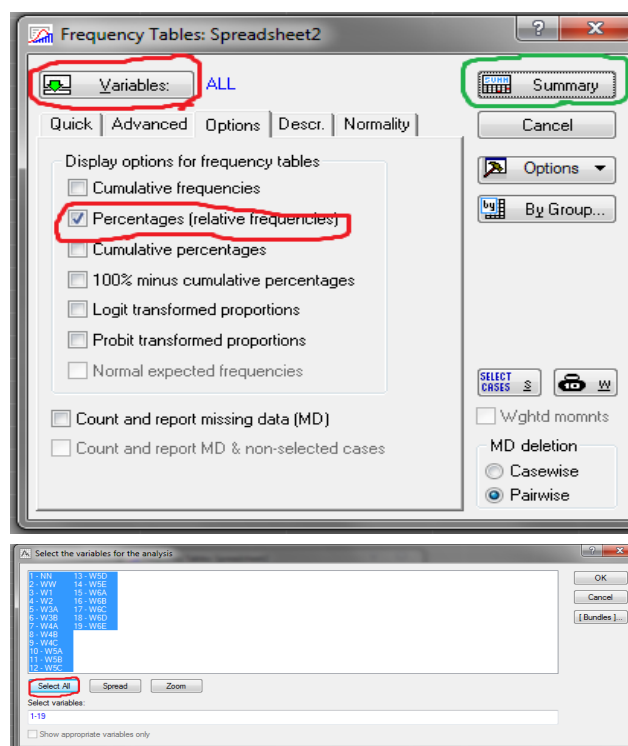 Frequency Tables: Spreadsheet2
Variables: ALL
Summary
Quick Advanced Options Descr. Normality
Cancel
Display options for frequency tables
Cumulative frequencies
Percentages (relative frequencies)
Cumulative percentages
100% minus cumulative percentages
Logit transformed proportions
Probit transformed proportions
Normal expected frequencies
Count and report missing data (MD)
Count and report MD & non-selected cases
Options
By Group...
SELECT CASES S
W
Wghtd momnts
MD deletion
Casewise
Pairwise
Select the variables for the analysis
1 - NN
2 - WW
3 - W1
4 - W2
5 - W3A
6 - W3B
7 - W4A
8 - W4B
9 - W4C
10 - W5A
11 - W5B
12 - W5C
13 - W5D
14 - W5E
15 - W6A
16 - W6B
17 - W6C
18 - W6D
19 - W6E
OK
Cancel
[ Bundles ]...
Select All Spread Zoom
Select variables:
1-19
Show appropriate variables only